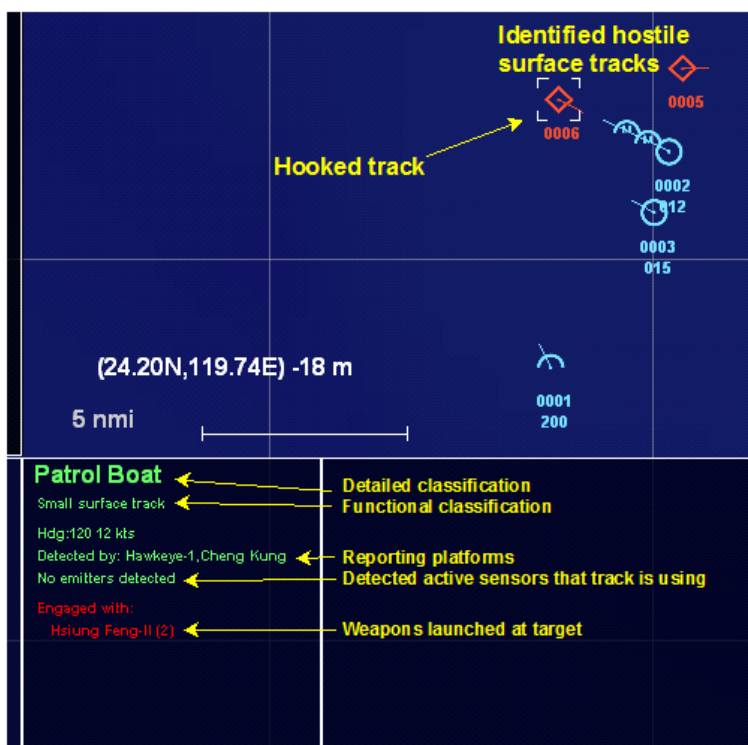 Identified hostile
surface tracks
0005
0006
Hooked track
M
M
0002
012
0003
015
(24.20N,119.74E) -18 m
0001
200
5 nmi
Patrol Boat
Detailed classification
Small surface track
Functional classification
Hdg:120 12 kts
Detected by: Hawkeye-1,Cheng Kung
Reporting platforms
No emitters detected
Detected active sensors that track is using
Engaged with:
Hsiung Feng-II (2)
Weapons launched at target